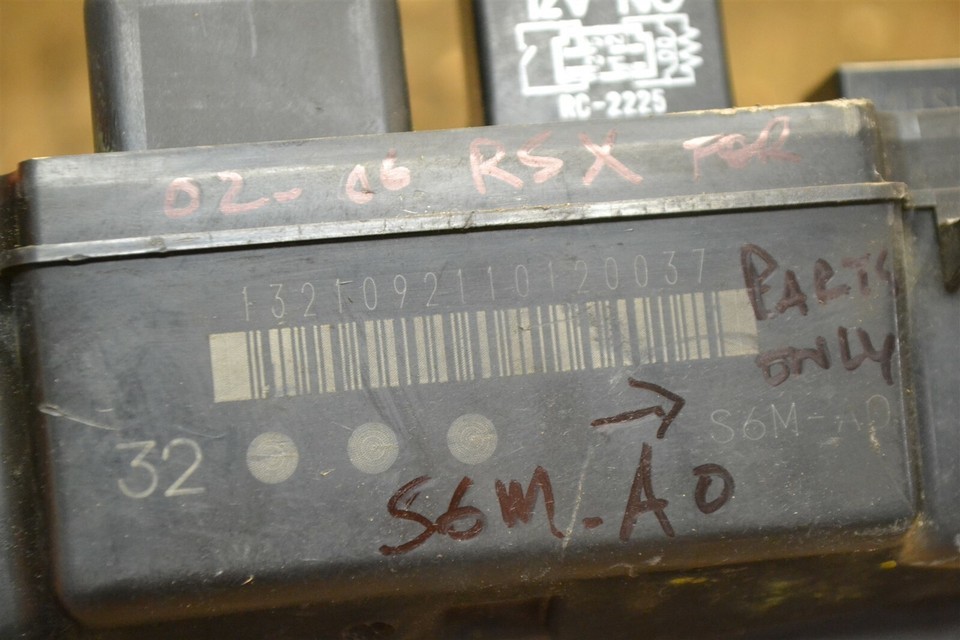 12V NO
RC-2225
02-06 RSX FOR
1321092110120037
PARTS
ONLY
→
S6M-A0
32
S6M-A0